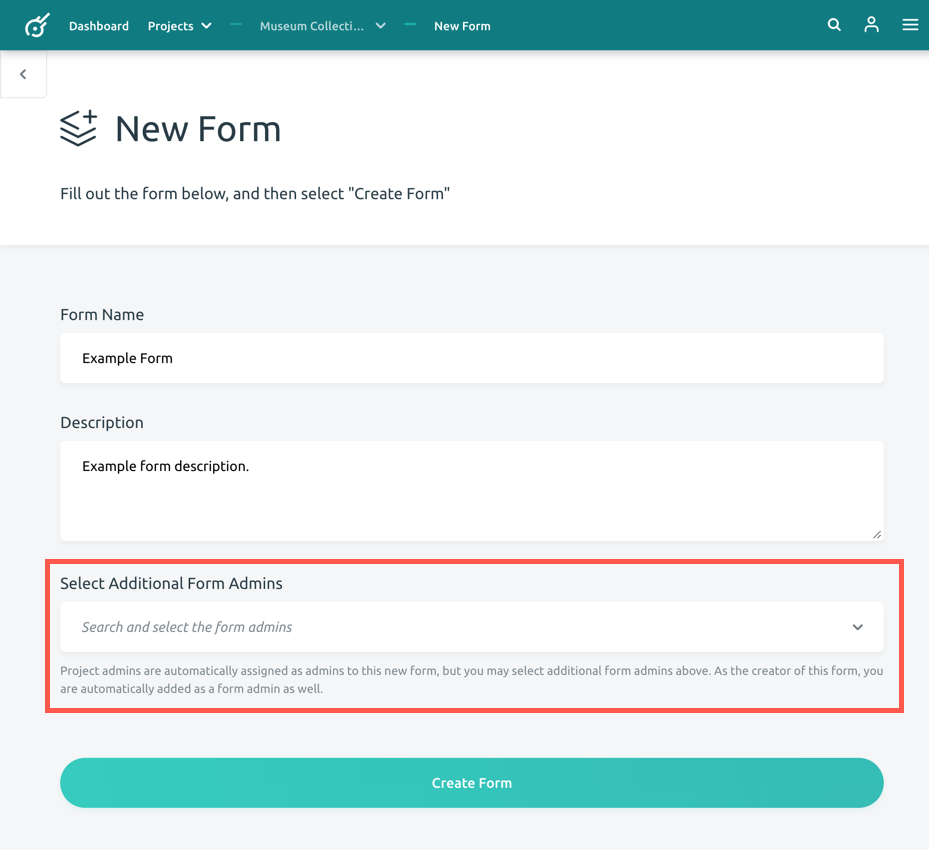 Dashboard Projects Museum Collecti... New Form
New Form
Fill out the form below, and then select "Create Form"
Form Name
Example Form
Description
Example form description.
Select Additional Form Admins
Search and select the form admins
Project admins are automatically assigned as admins to this new form, but you may select additional form admins above. As the creator of this form, you
are automatically added as a form admin as well.
Create Form